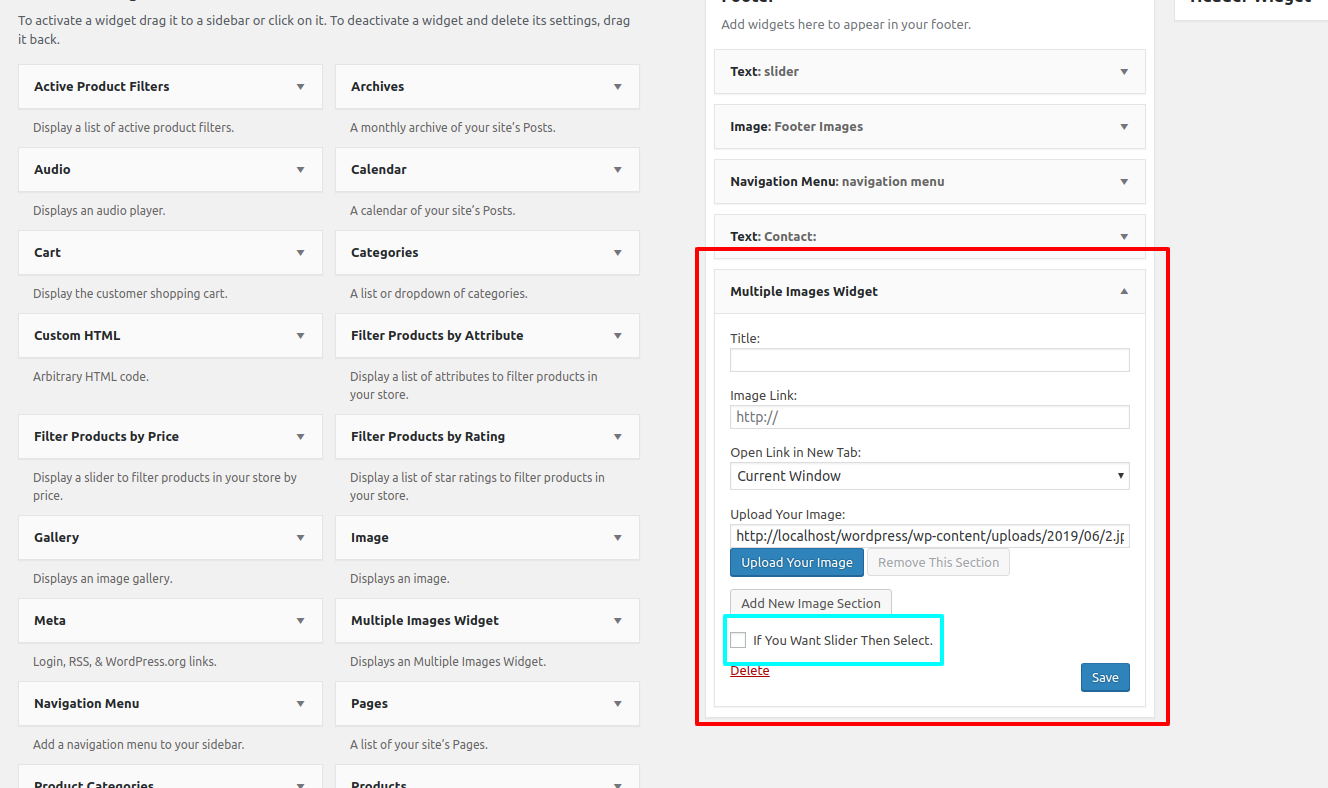 To activate a widget drag it to a sidebar or click on it. To deactivate a widget and delete its settings, drag
it back.
Active Product Filters
Display a list of active product filters.
Archives
A monthly archive of your site's Posts.
Audio
Displays an audio player.
Calendar
A calendar of your site's Posts.
Cart
Display the customer shopping cart.
Categories
A list or dropdown of categories.
Custom HTML
Arbitrary HTML code.
Filter Products by Attribute
Display a list of attributes to filter products in
your store.
Filter Products by Price
Display a slider to filter products in your store by
price.
Filter Products by Rating
Display a list of star ratings to filter products in
your store.
Gallery
Displays an image gallery.
Image
Displays an image.
Meta
Login, RSS, & WordPress.org links.
Multiple Images Widget
Displays an Multiple Images Widget.
Navigation Menu
Add a navigation menu to your sidebar.
Pages
A list of your site's Pages.
Product Categories
Products
Footer
Add widgets here to appear in your footer.
Text: slider
Image: Footer Images
Navigation Menu: navigation menu
Text: Contact:
Multiple Images Widget
Title:
Image Link:
http://
Open Link in New Tab:
Current Window
Upload Your Image:
http://localhost/wordpress/wp-content/uploads/2019/06/2.jp
Upload Your Image
Remove This Section
Add New Image Section
If You Want Slider Then Select.
Delete
Save
Header Widget